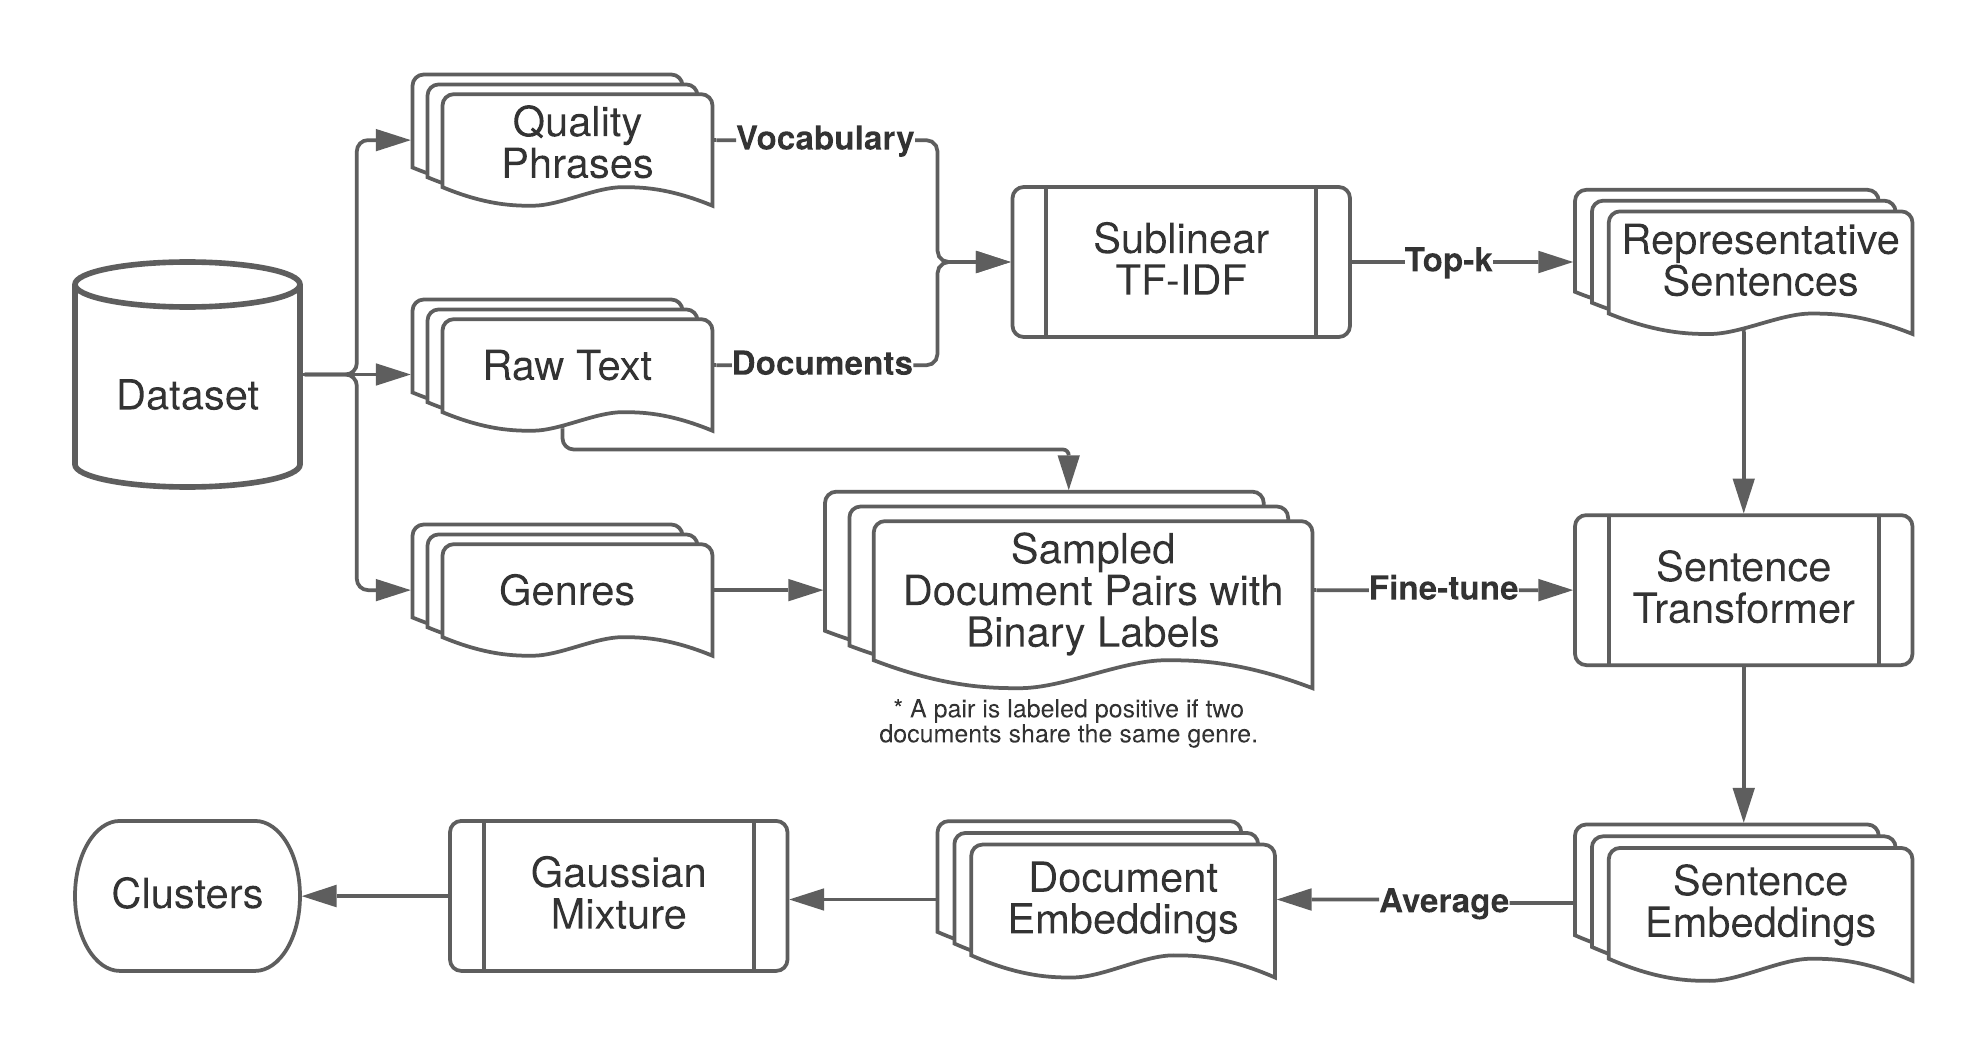 Quality
Phrases
Vocabulary
Sublinear
TF-IDF
Top-k
Representative
Sentences
Dataset
Raw Text
Documents
Genres
Sampled
Document Pairs with
Binary Labels
Fine-tune
Sentence
Transformer
* A pair is labeled positive if two
documents share the same genre.
Clusters
Gaussian
Mixture
Document
Embeddings
Average
Sentence
Embeddings